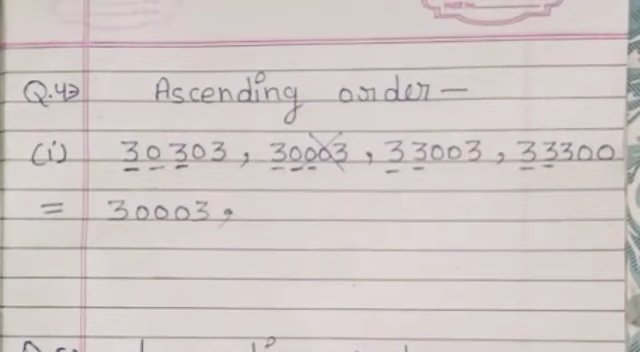 Q.4) Ascending order —
(i) 30303, 30003, 33003, 33300
= 30003,